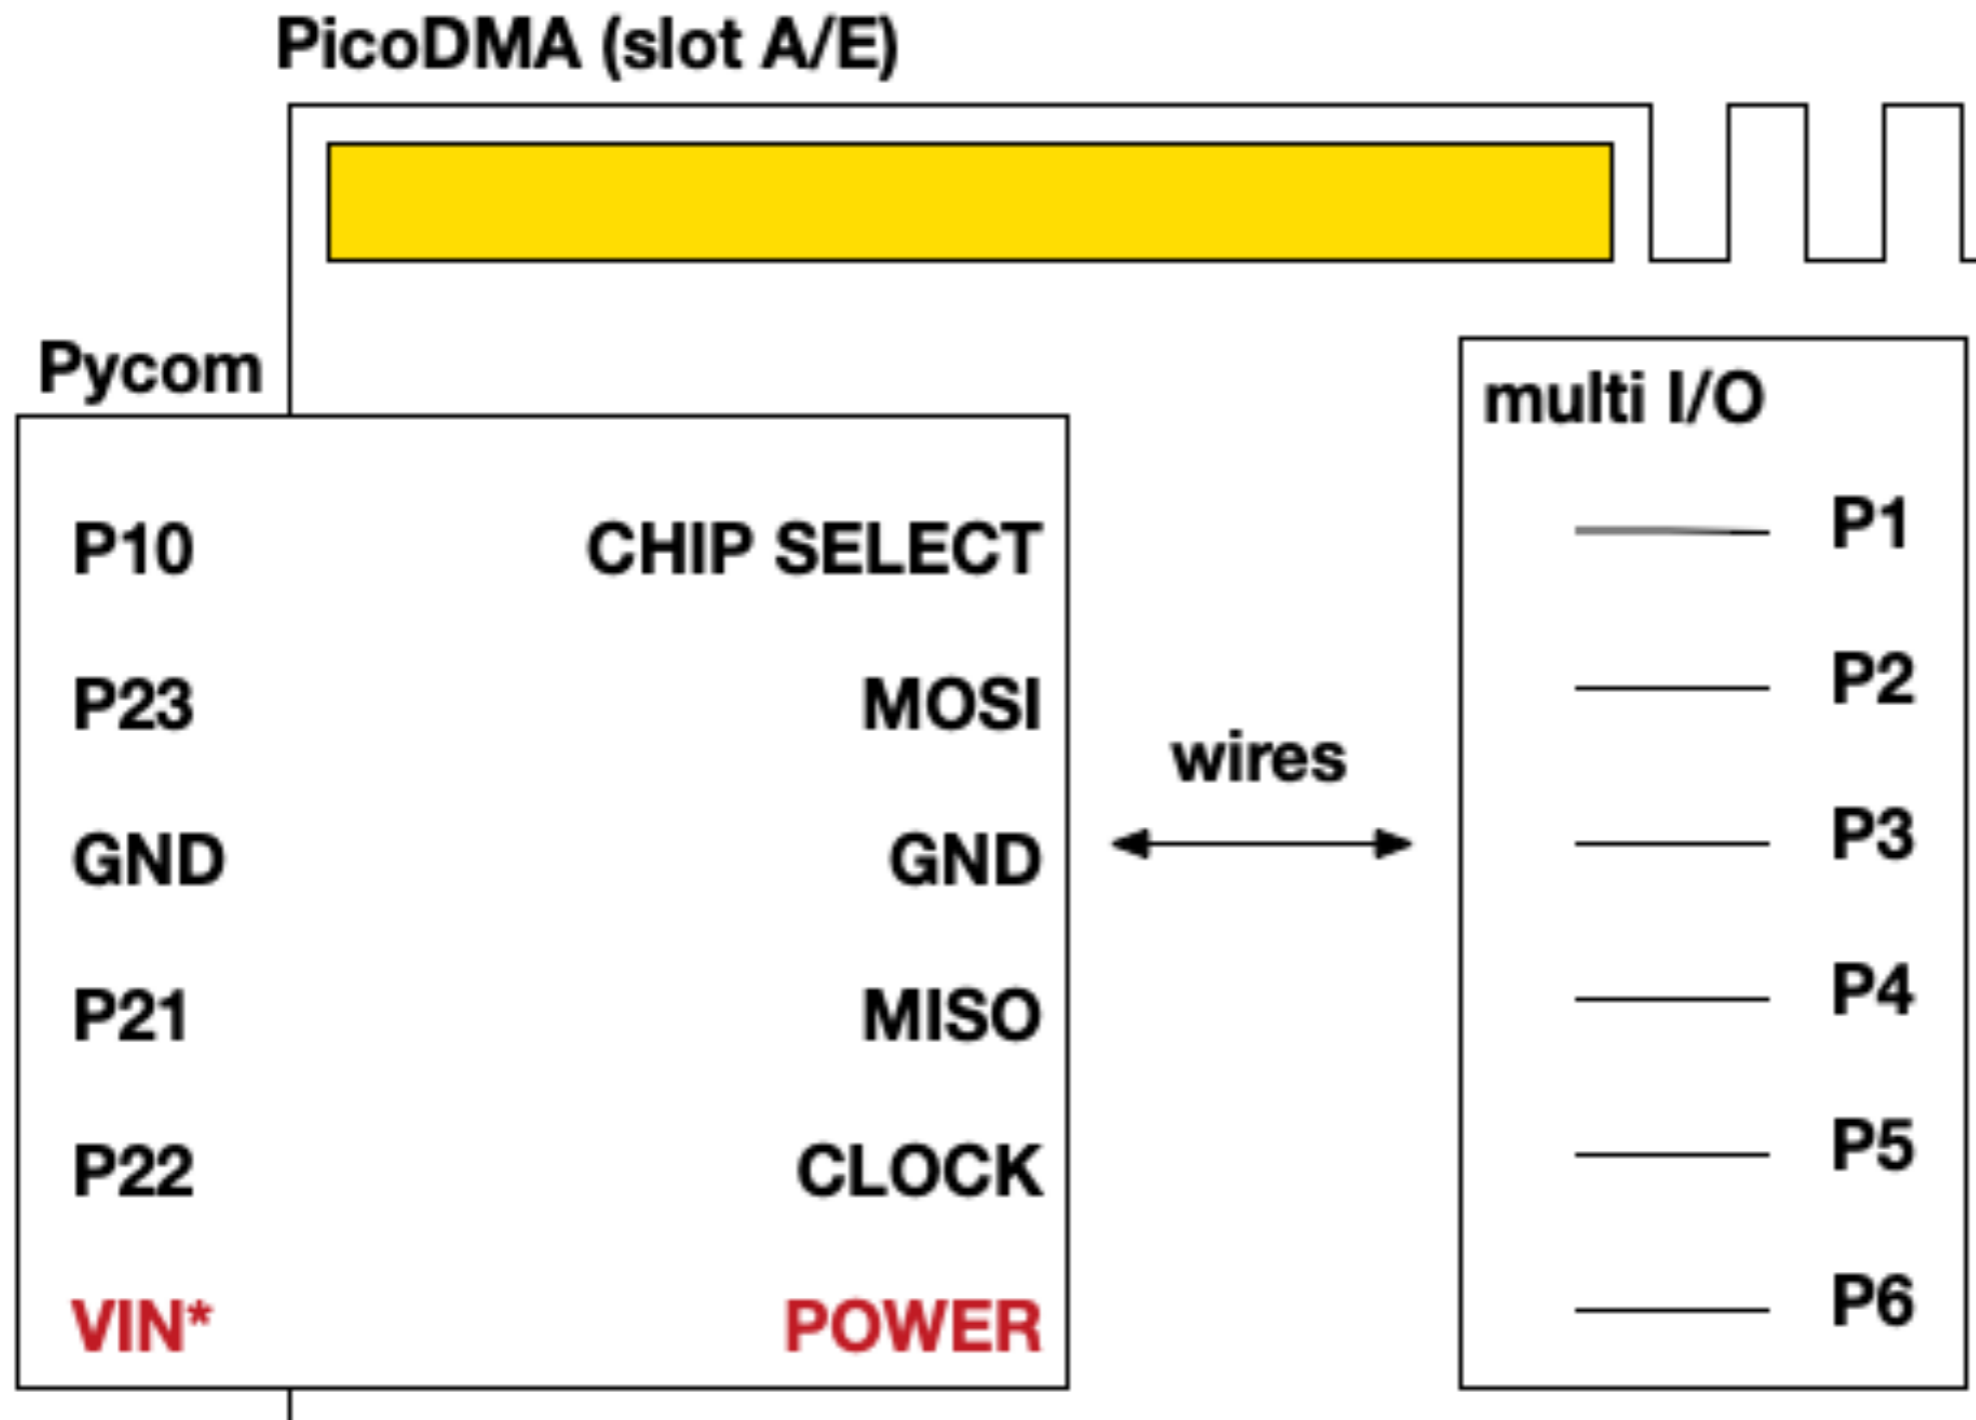 PicoDMA (slot A/E)
Pycom
multi I/O
P10 CHIP SELECT
P1
P23 MOSI
P2
wires
GND GND
P3
P21 MISO
P4
P22 CLOCK
P5
VIN* POWER
P6